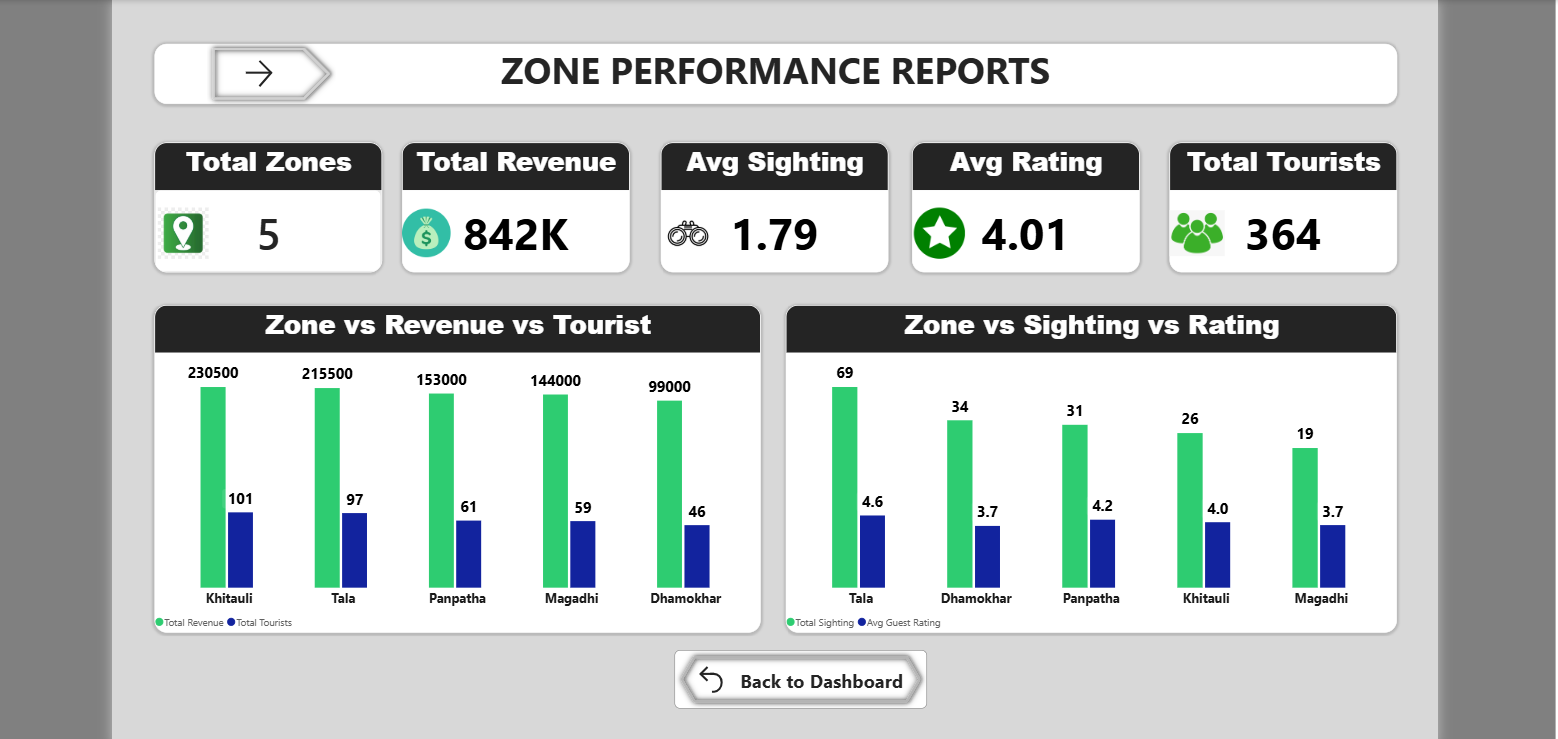 ZONE PERFORMANCE REPORTS
Total Zones
5
Total Revenue
842K
Avg Sighting
1.79
Avg Rating
4.01
Total Tourists
364
Zone vs Revenue vs Tourist
230500
215500
153000
144000
99000
101
97
61
59
46
Khitauli
Tala
Panpatha
Magadhi
Dhamokhar
Total Revenue
Total Tourists
Zone vs Sighting vs Rating
69
34
31
26
19
4.6
3.7
4.2
4.0
3.7
Tala
Dhamokhar
Panpatha
Khitauli
Magadhi
Total Sighting
Avg Guest Rating
Back to Dashboard